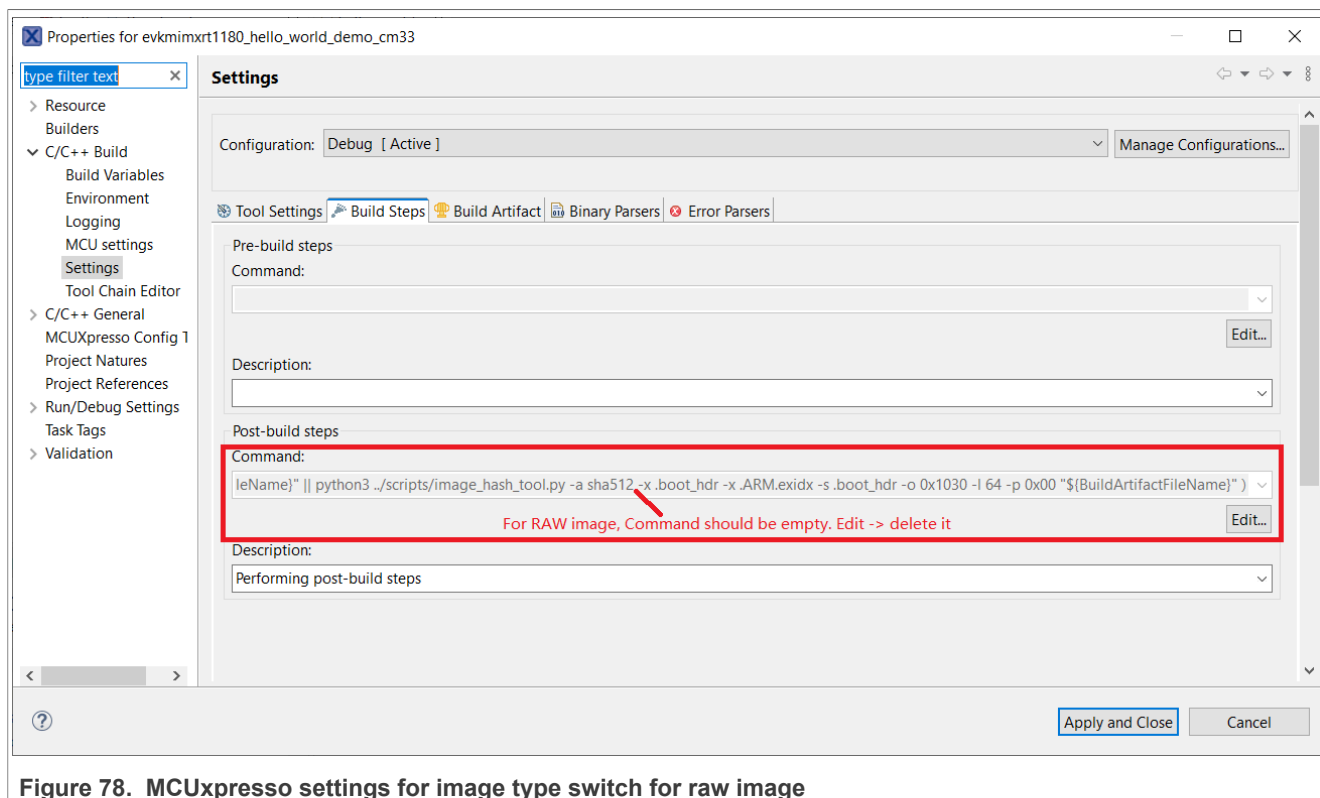 Properties for evkmimxrt1180_hello_world_demo_cm33
type filter text
Settings
Resource
Builders
C/C++ Build
Build Variables
Environment
Logging
MCU settings
Settings
Tool Chain Editor
C/C++ General
MCUXpresso Config T
Project Natures
Project References
Run/Debug Settings
Task Tags
Validation
Configuration: Debug [ Active ] Manage Configurations...
Tool Settings Build Steps Build Artifact Binary Parsers Error Parsers
Pre-build steps
Command:
Edit...
Description:
Post-build steps
Command:
leName}" || python3 ../scripts/image_hash_tool.py -a sha512 -x .boot_hdr -x .ARM.exidx -s .boot_hdr -o 0x1030 -l 64 -p 0x00 "${BuildArtifactFileName}" )
For RAW image, Command should be empty. Edit -> delete it
Edit...
Description:
Performing post-build steps
Apply and Close Cancel
Figure 78. MCUxpresso settings for image type switch for raw image